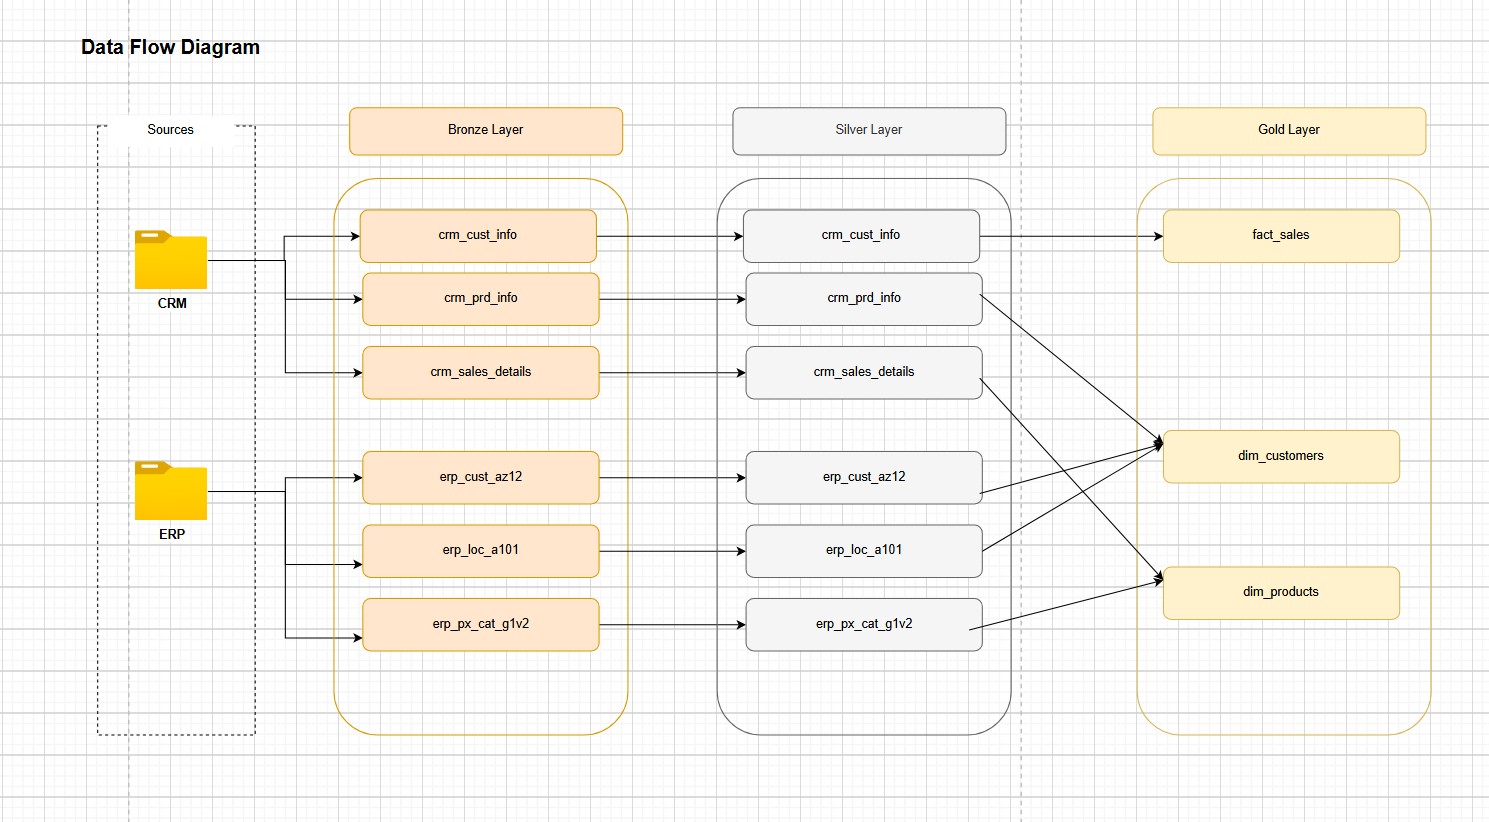 Data Flow Diagram
Sources
Bronze Layer
Silver Layer
Gold Layer
CRM
crm_cust_info
crm_cust_info
fact_sales
crm_prd_info
crm_prd_info
crm_sales_details
crm_sales_details
ERP
erp_cust_az12
erp_cust_az12
dim_customers
erp_loc_a101
erp_loc_a101
dim_products
erp_px_cat_g1v2
erp_px_cat_g1v2